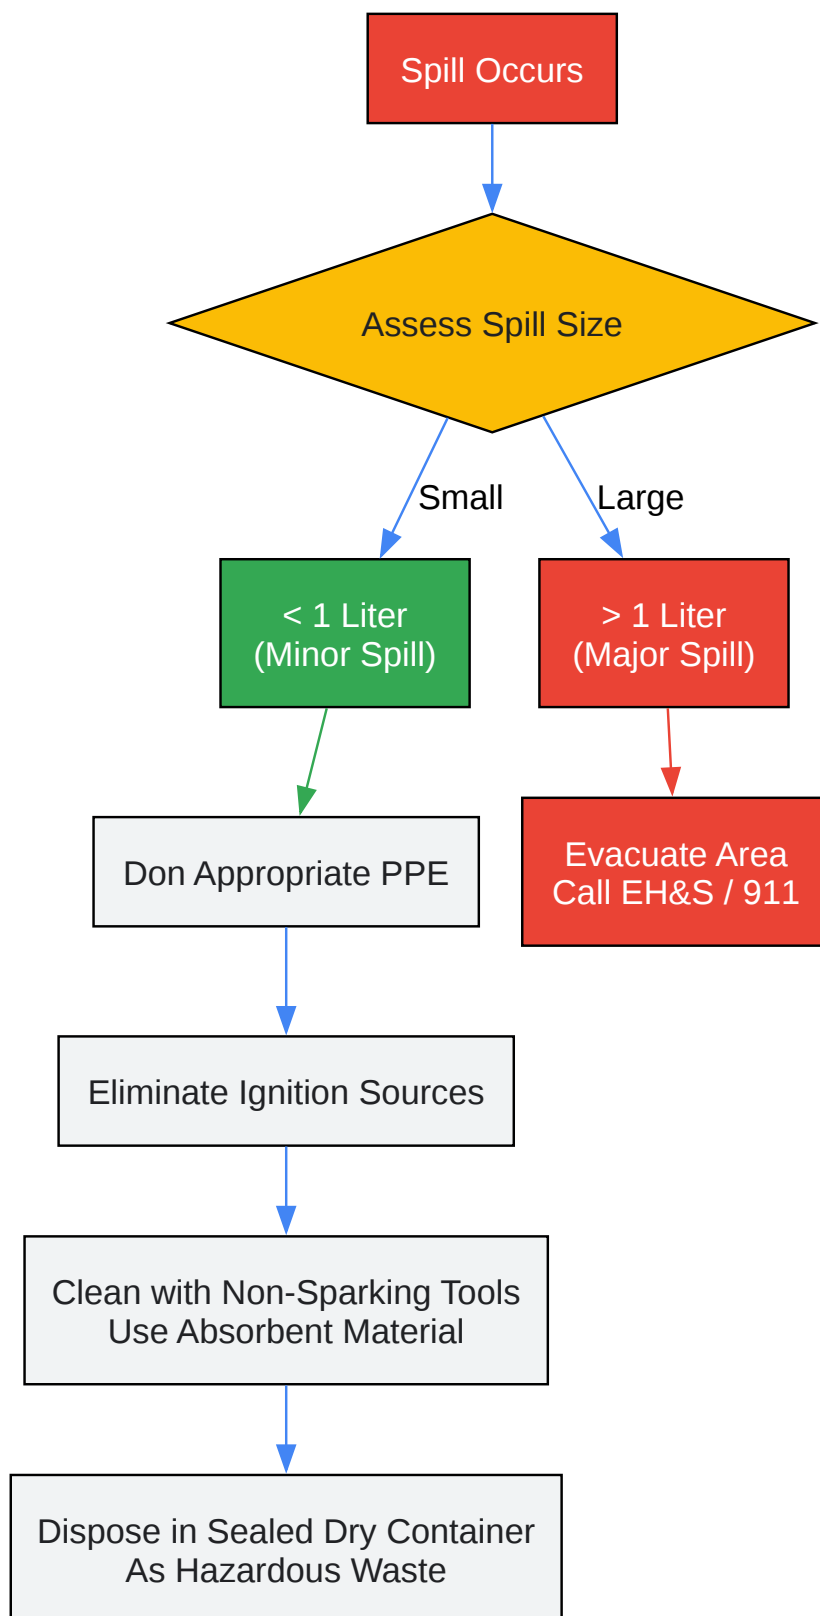 Spill Occurs
Assess Spill Size
Small
Large
< 1 Liter
(Minor Spill)
> 1 Liter
(Major Spill)
Don Appropriate PPE
Evacuate Area
Call EH&S / 911
Eliminate Ignition Sources
Clean with Non-Sparking Tools
Use Absorbent Material
Dispose in Sealed Dry Container
As Hazardous Waste